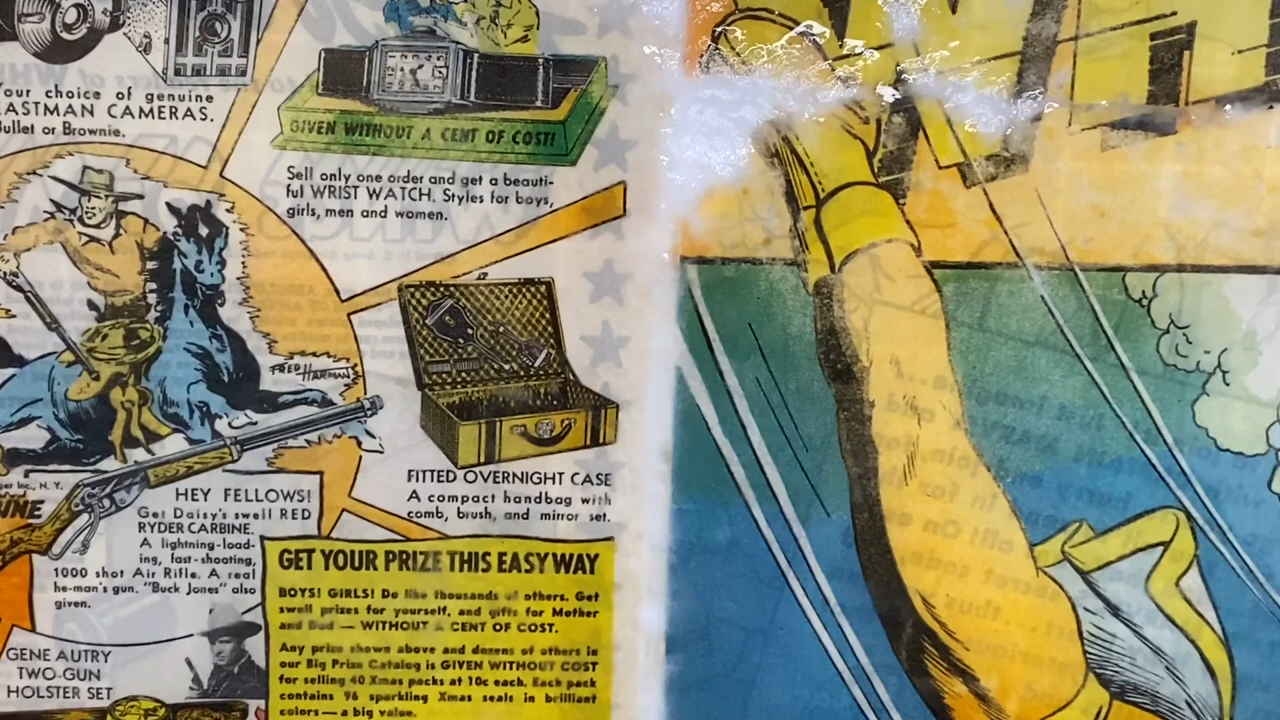 our choice of genuine
EASTMAN CAMERAS.
Bullet or Brownie.
GIVEN WITHOUT A CENT OF COST!
Sell only one order and get a beauti-
ful WRIST WATCH. Styles for boys,
girls, men and women.
FRED HARMAN
FITTED OVERNIGHT CASE
A compact handbag with
comb, brush, and mirror set.
ger Inc., N. Y.
HEY FELLOWS!
Get Daisy's swell RED
RYDER CARBINE.
A lightning-load-
ing, fast-shooting,
1000 shot Air Rifle. A real
he-man's gun. "Buck Jones" also
given.
GENE AUTRY
TWO-GUN
HOLSTER SET
GET YOUR PRIZE THIS EASY WAY
BOYS! GIRLS! Do like thousands of others. Get
swell prizes for yourself, and gifts for Mother
and Dad — WITHOUT A CENT OF COST.
Any prize shown above and dozens of others in
our Big Prize Catalog is GIVEN WITHOUT COST
for selling 40 Xmas packs at 10c each. Each pack
contains 96 sparkling Xmas seals in brilliant
colors — a big value.